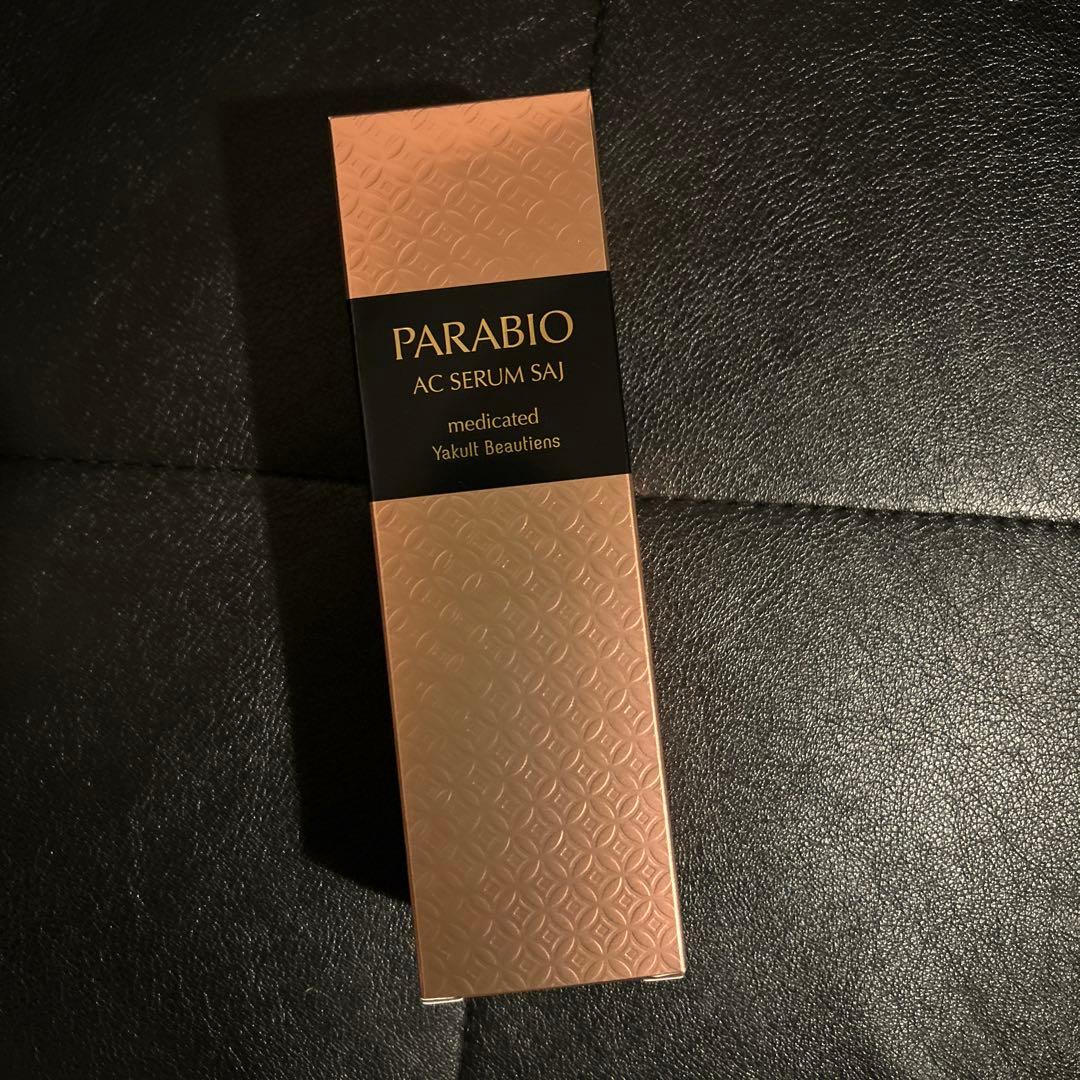 PARABIO
AC SERUM SAJ
medicated
Yakult Beautiens